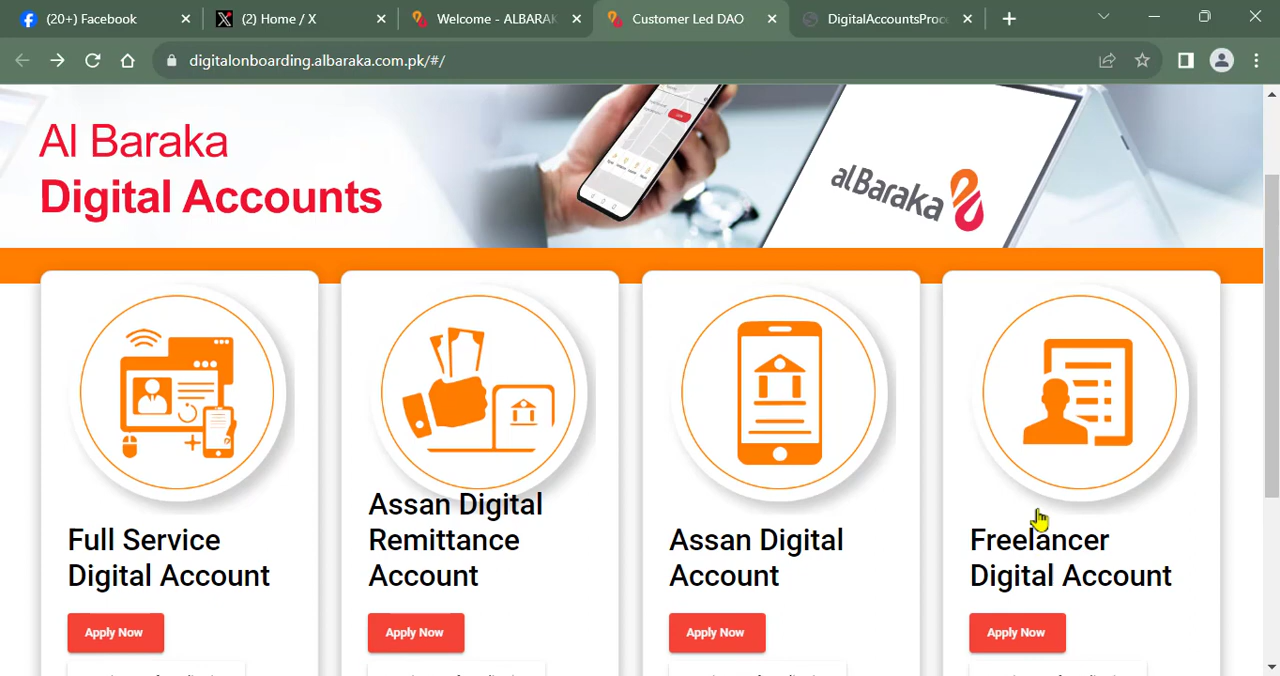 (20+) Facebook
(2) Home / X
Welcome - ALBARAK
Customer Led DAO
DigitalAccountsProce
digitalonboarding.albaraka.com.pk/#/
Al Baraka
Digital Accounts
alBaraka
Full Service
Digital Account
Apply Now
Assan Digital
Remittance
Account
Apply Now
Assan Digital
Account
Apply Now
Freelancer
Digital Account
Apply Now